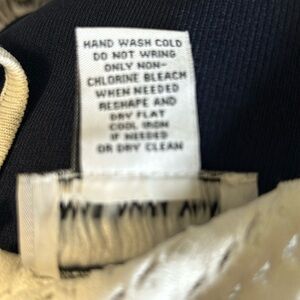 HAND WASH COLD
DO NOT WRING
ONLY NON-
CHLORINE BLEACH
WHEN NEEDED
RESHAPE AND
DRY FLAT
COOL IRON
IF NEEDED
OR DRY CLEAN